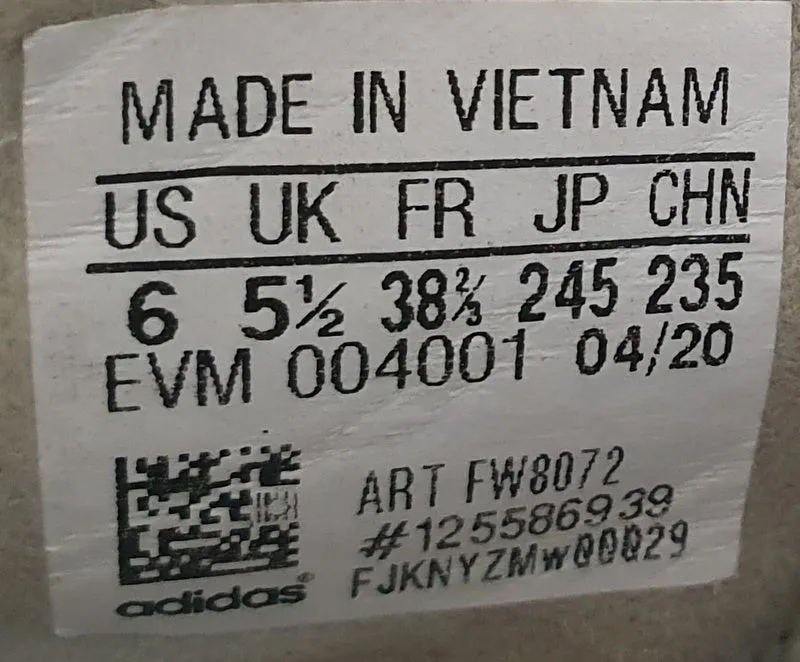 MADE IN VIETNAM
US UK FR JP CHN
6 5½ 38⅔ 245 235
EVM 004001 04/20
ART FW8072
#125586939
FJKNYZMW00029
adidas®